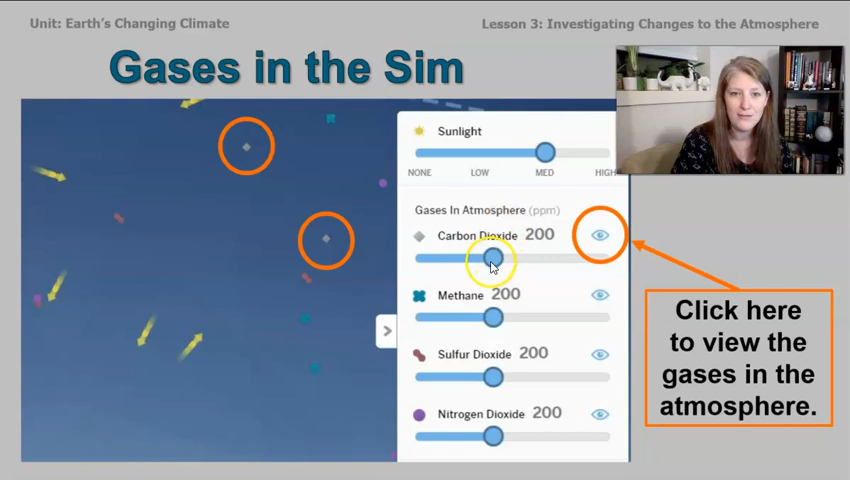 Unit: Earth's Changing Climate
Lesson 3: Investigating Changes to the Atmosphere
Gases in the Sim
Sunlight
NONE LOW MED HIGH
Gases In Atmosphere (ppm)
Carbon Dioxide 200
Methane 200
Sulfur Dioxide 200
Nitrogen Dioxide 200
Click here
to view the
gases in the
atmosphere.